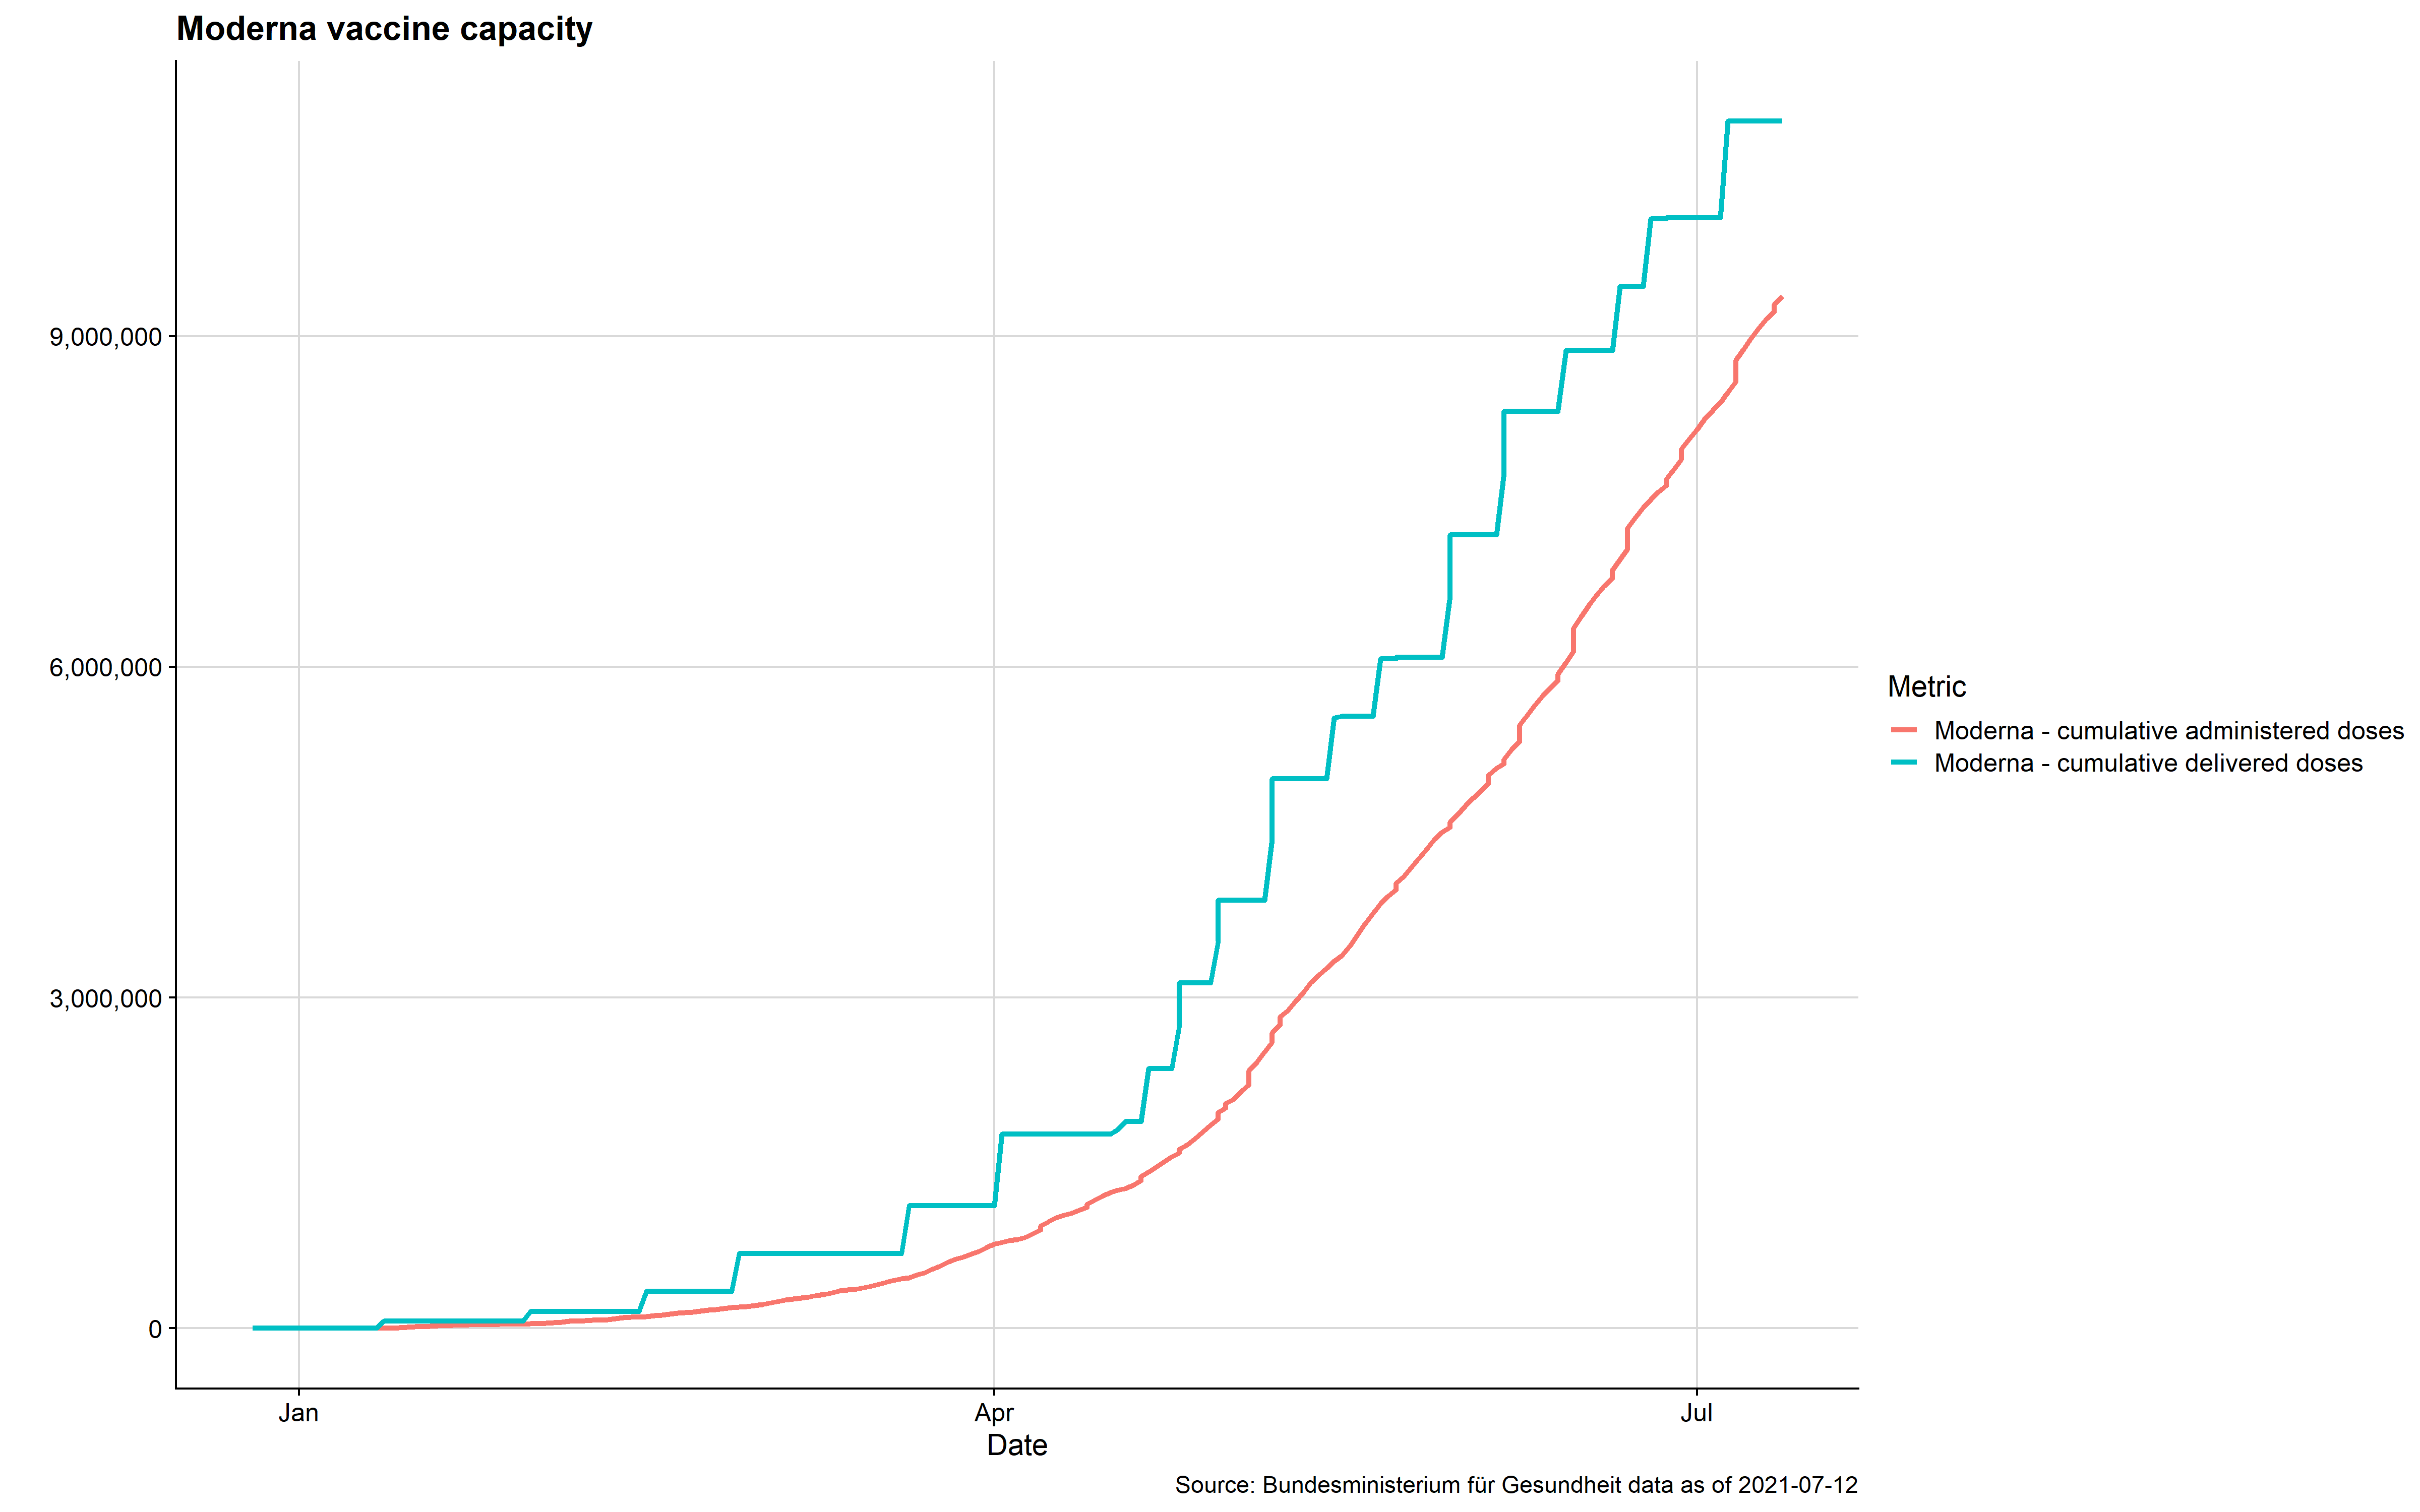 Moderna vaccine capacity
9,000,000
6,000,000
3,000,000
0
Jan
Apr
Jul
Date
Metric
Moderna - cumulative administered doses
Moderna - cumulative delivered doses
Source: Bundesministerium für Gesundheit data as of 2021-07-12